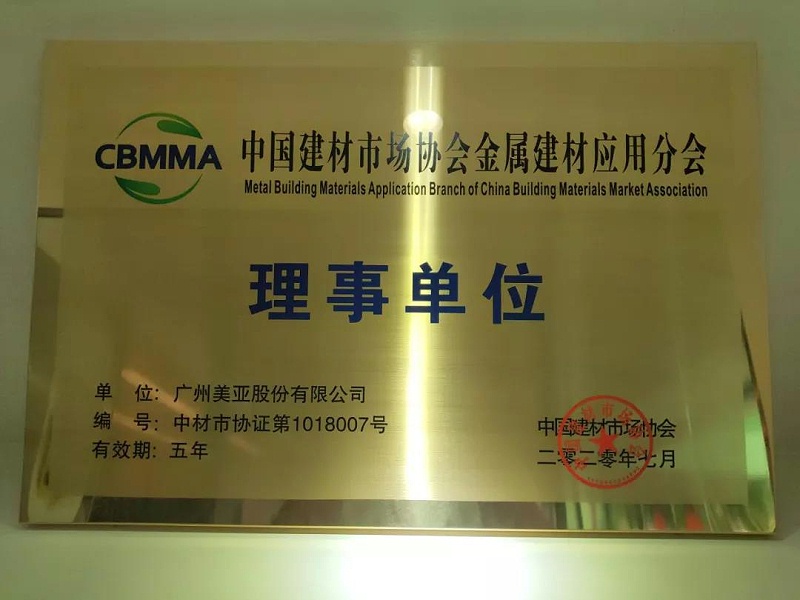 CBMMA
中国建材市场协会金属建材应用分会
Metal Building Materials Application Branch of China Building Materials Market Association
理事单位
单 位：广州美亚股份有限公司
编 号：中材市协证第1018007号
有效期：五年
中国建材市场协会
二零二零年七月